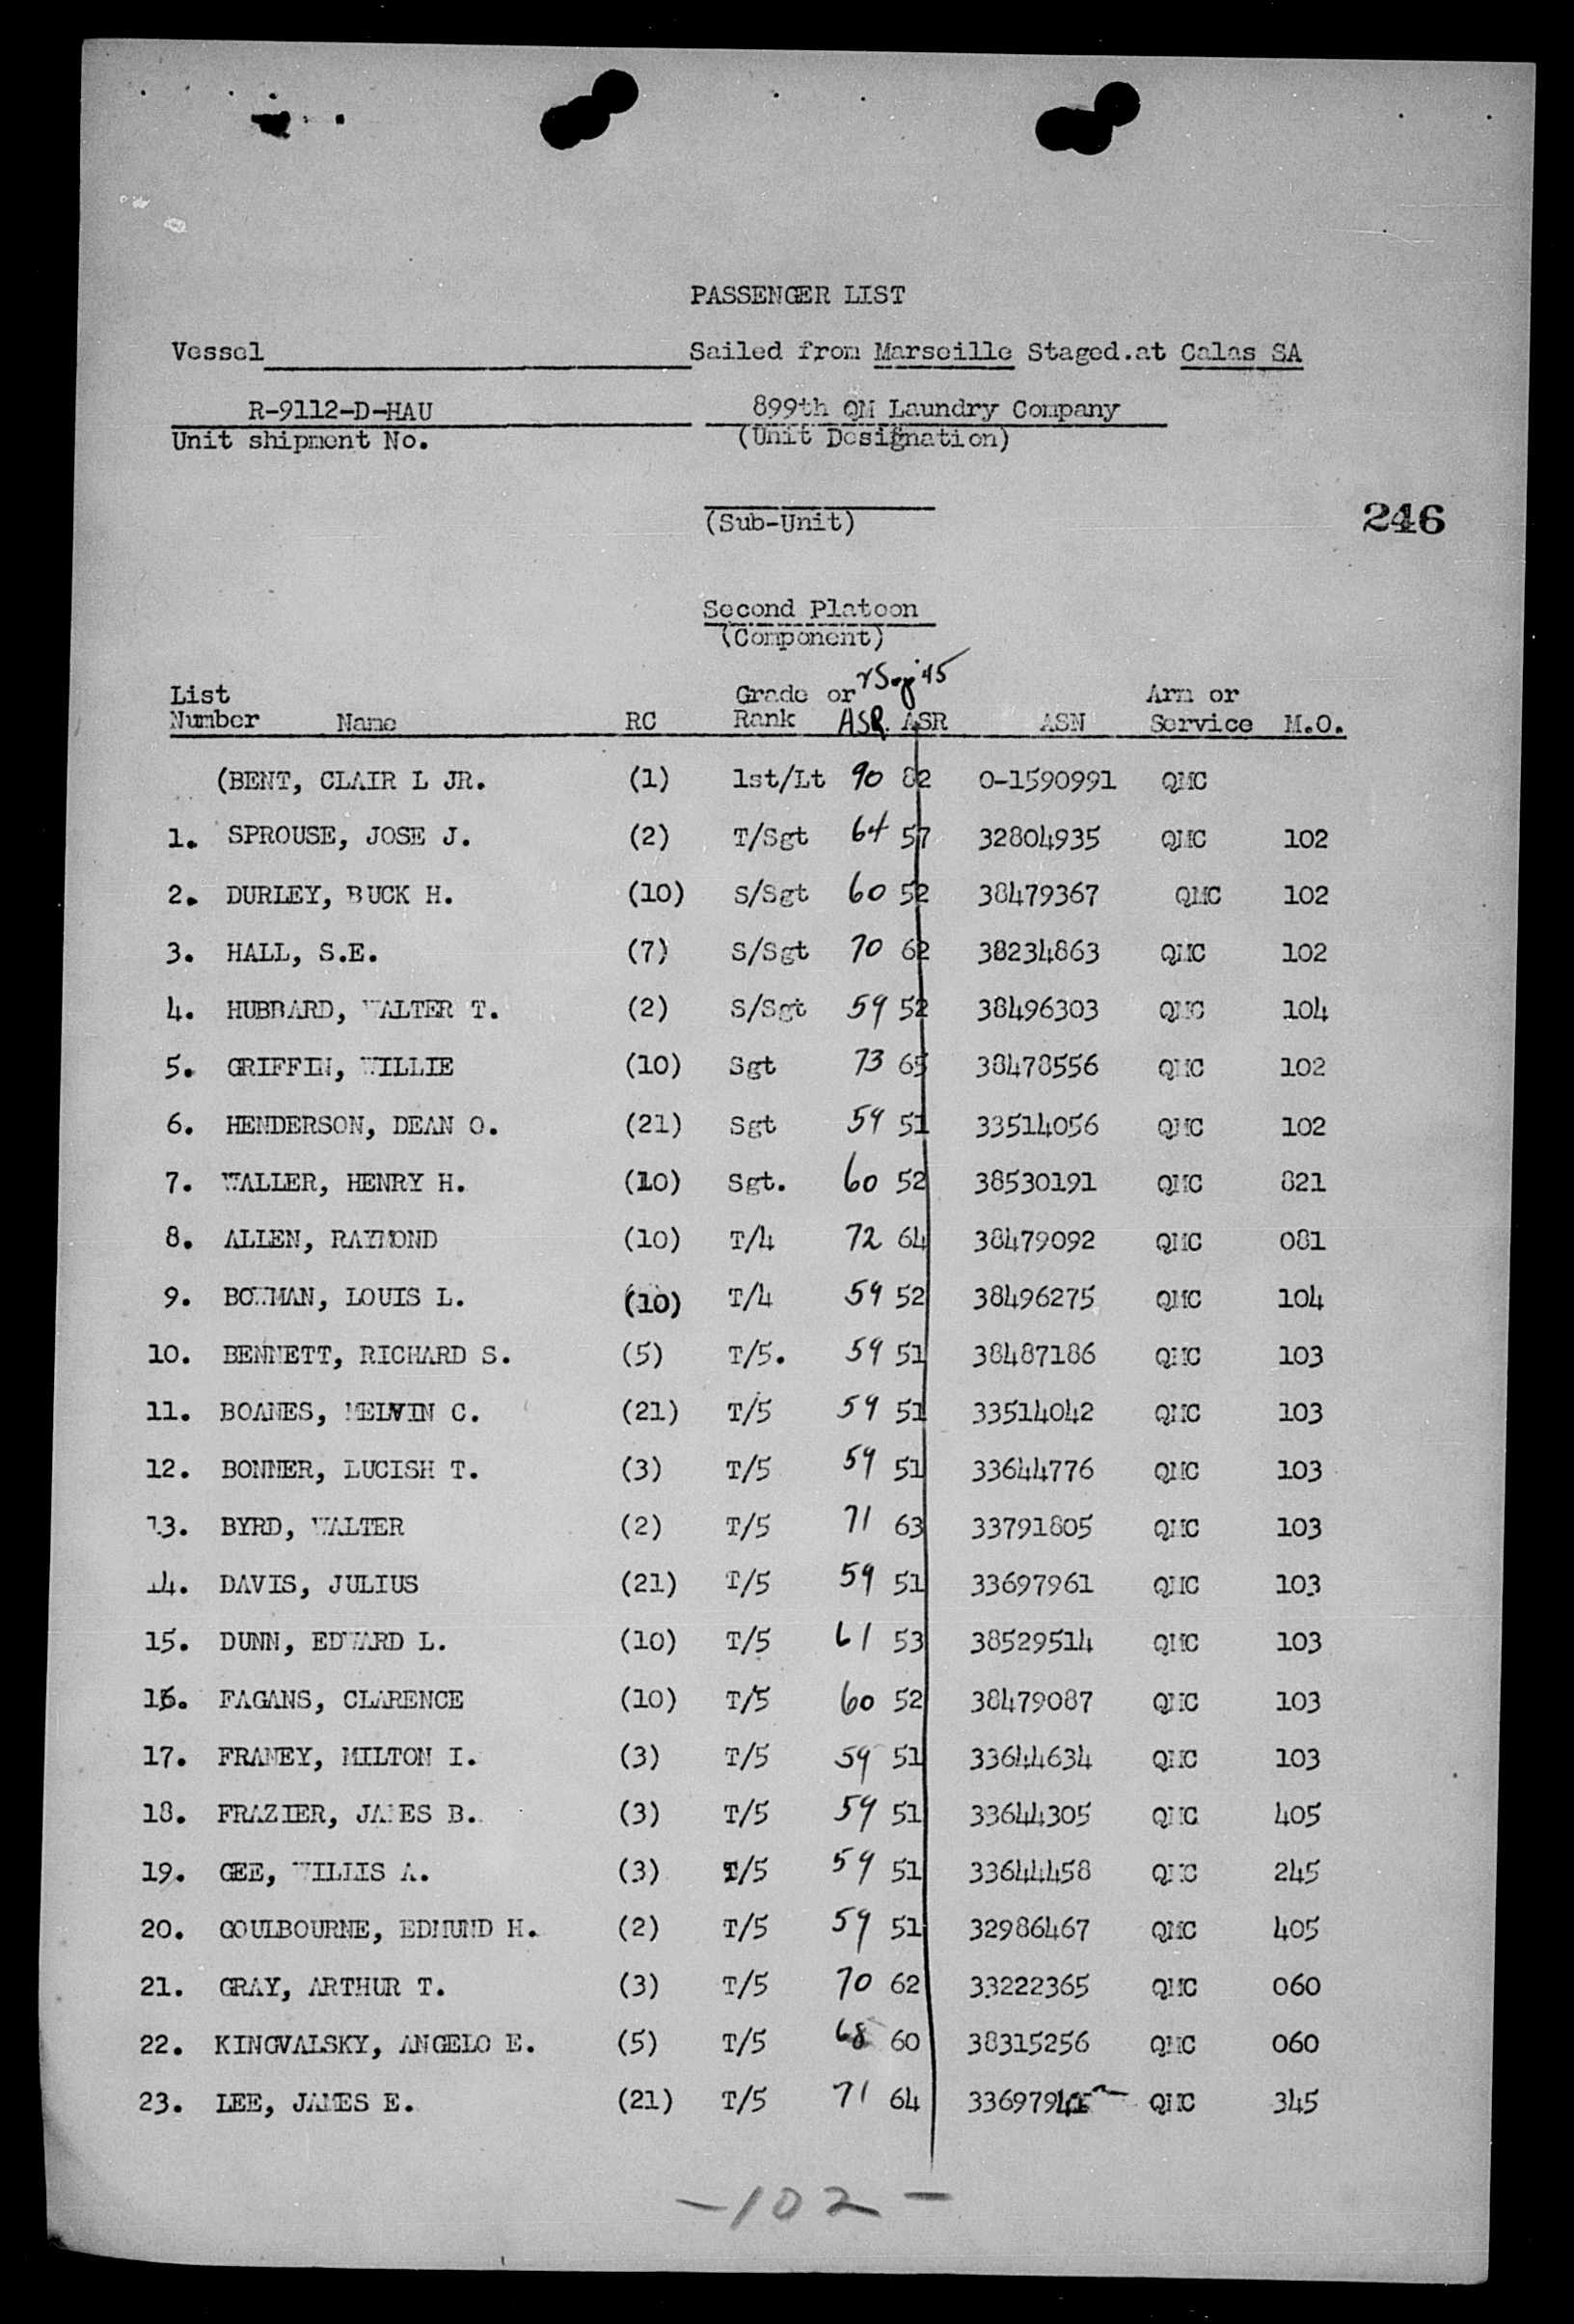 PASSENGER LIST
Vessel Sailed from Marseille Staged.at Calas SA
R-9112-D-HAU 899th QM Laundry Company
Unit shipment No. (Unit Designation)
(Sub-Unit) 246
Second Platoon
(Component)
'45
List Grade or Arm or
Number Name RC Rank ASR. ASR ASN Service M.O.
(BENT, CLAIR L JR. (1) 1st/Lt 90 82 O-1590991 QMC
1. SPROUSE, JOSE J. (2) T/Sgt 64 57 32804935 QMC 102
2. DURLEY, BUCK H. (10) S/Sgt 60 52 38479367 QMC 102
3. HALL, S.E. (7) S/Sgt 70 62 38234863 QMC 102
4. HUBBARD, WALTER T. (2) S/Sgt 59 52 38496303 QMC 104
5. GRIFFIN, WILLIE (10) Sgt 73 65 38478556 QMC 102
6. HENDERSON, DEAN O. (21) Sgt 59 51 33514056 QMC 102
7. WALLER, HENRY H. (10) Sgt. 60 52 38530191 QMC 821
8. ALLEN, RAYMOND (10) T/4 72 64 38479092 QMC 081
9. BOWMAN, LOUIS L. (10) T/4 59 52 38496275 QMC 104
10. BENNETT, RICHARD S. (5) T/5. 59 51 38487186 QMC 103
11. BOANES, MELVIN C. (21) T/5 59 51 33514042 QMC 103
12. BONNER, LUCISH T. (3) T/5 59 51 33644776 QMC 103
13. BYRD, WALTER (2) T/5 71 63 33791805 QMC 103
14. DAVIS, JULIUS (21) T/5 59 51 33697961 QMC 103
15. DUNN, EDWARD L. (10) T/5 61 53 38529514 QMC 103
16. FAGANS, CLARENCE (10) T/5 60 52 38479087 QMC 103
17. FRANEY, MILTON I. (3) T/5 59 51 33644634 QMC 103
18. FRAZIER, JAMES B. (3) T/5 59 51 33644305 QMC 405
19. GEE, WILLIS A. (3) T/5 59 51 33644458 QMC 245
20. GOULBOURNE, EDMUND H. (2) T/5 59 51 32986467 QMC 405
21. GRAY, ARTHUR T. (3) T/5 70 62 33222365 QMC 060
22. KINGVALSKY, ANGELO E. (5) T/5 68 60 38315256 QMC 060
23. LEE, JAMES E. (21) T/5 71 64 QMC 345
-102-